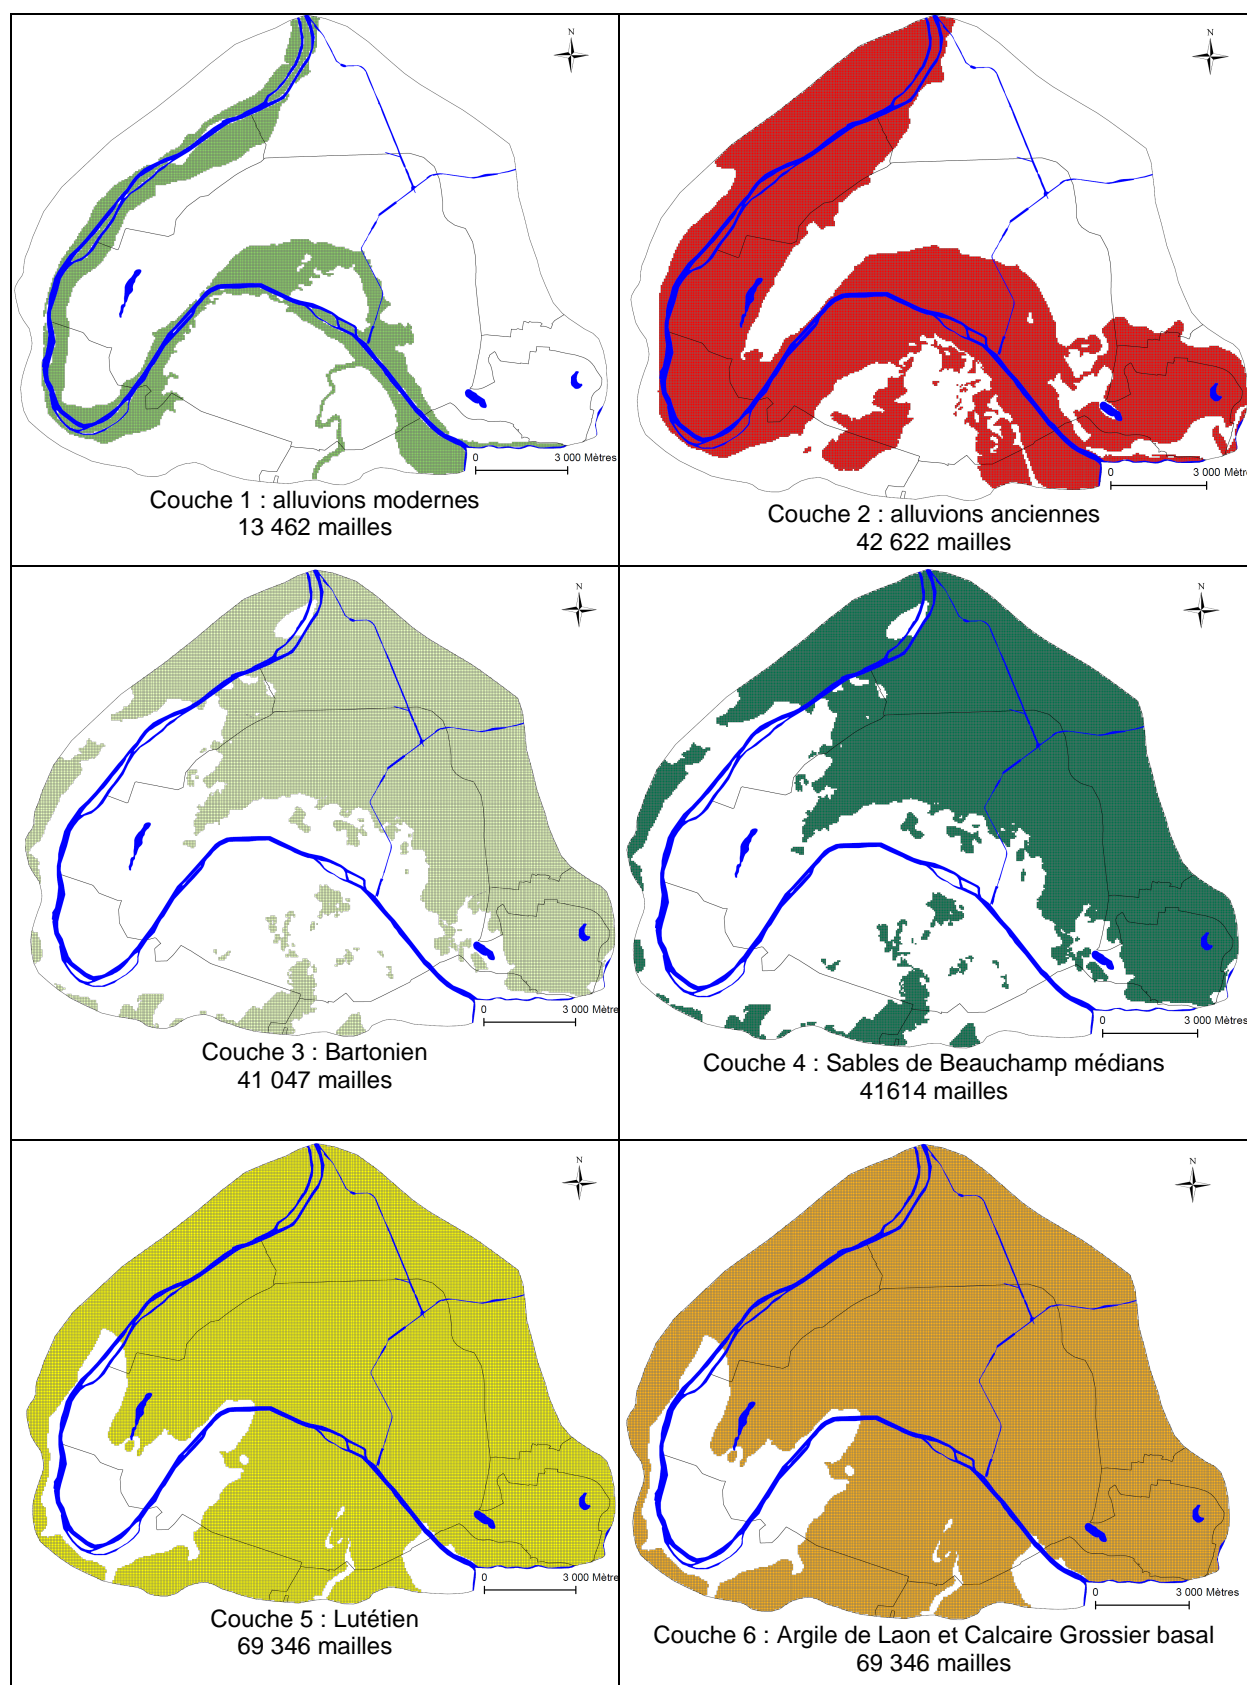 N
0 3 000 Mètres
Couche 1 : alluvions modernes
13 462 mailles
N
0 3 000 Mètre
Couche 2 : alluvions anciennes
42 622 mailles
N
0 3 000 Mètre
Couche 3 : Bartonien
41 047 mailles
N
0 3 000 Mètres
Couche 4 : Sables de Beauchamp médians
41614 mailles
N
0 3 000 Mètre
Couche 5 : Lutétien
69 346 mailles
N
0 3 000 Mètres
Couche 6 : Argile de Laon et Calcaire Grossier basal
69 346 mailles